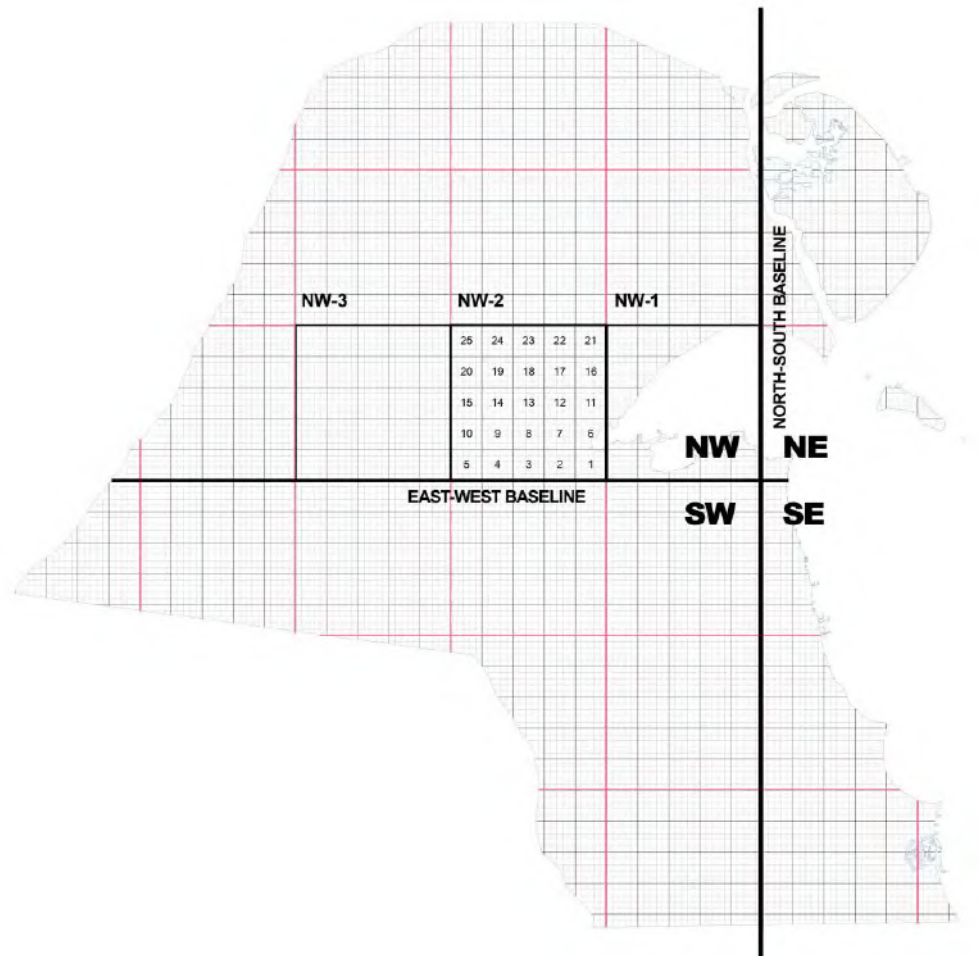 NW-3 NW-2 NW-1
NORTH-SOUTH BASELINE
25 24 23 22 21
20 19 18 17 16
15 14 13 12 11
10 9 8 7 6
5 4 3 2 1
NW NE
EAST-WEST BASELINE
SW SE